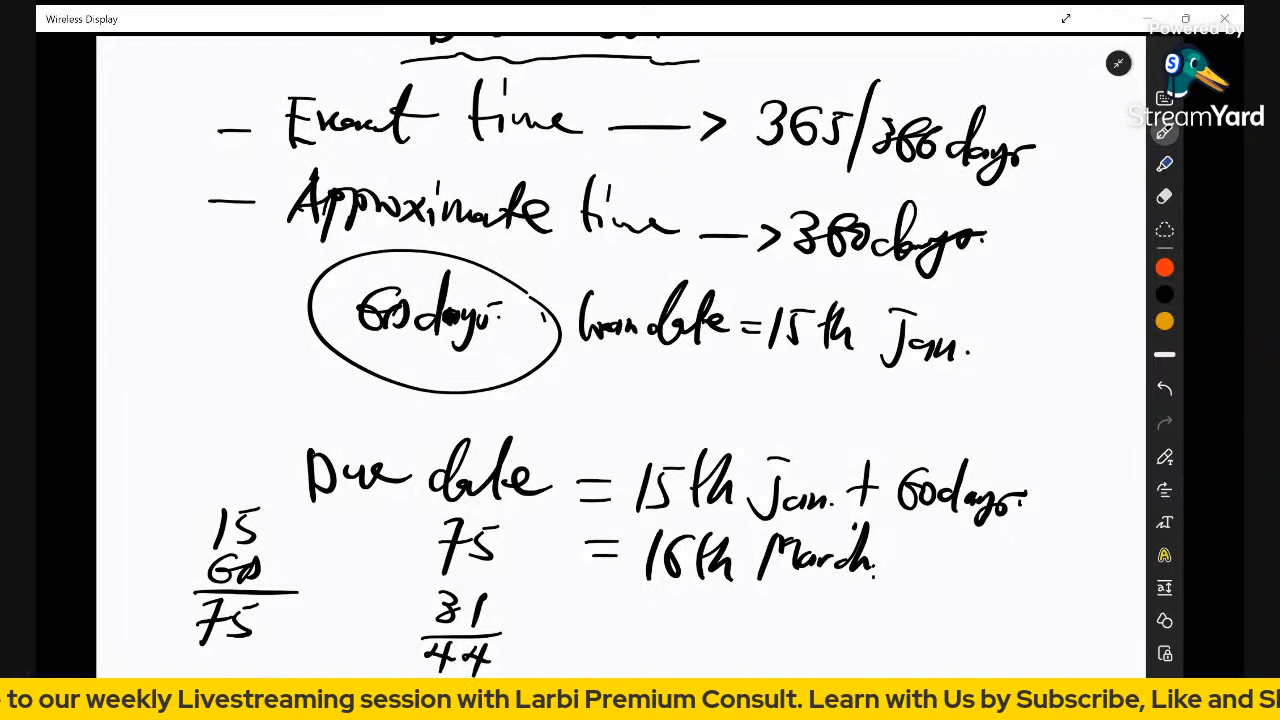 Wireless Display
Powered by
StreamYard
— Exact time —> 365/366 days
— Approximate time —> 360 days.
60 days. loan date = 15th Jan.
Due date = 15th Jan. + 60 days.
15 75 = 16th March.
60
75 31
44
e to our weekly Livestreaming session with Larbi Premium Consult. Learn with Us by Subscribe, Like and S